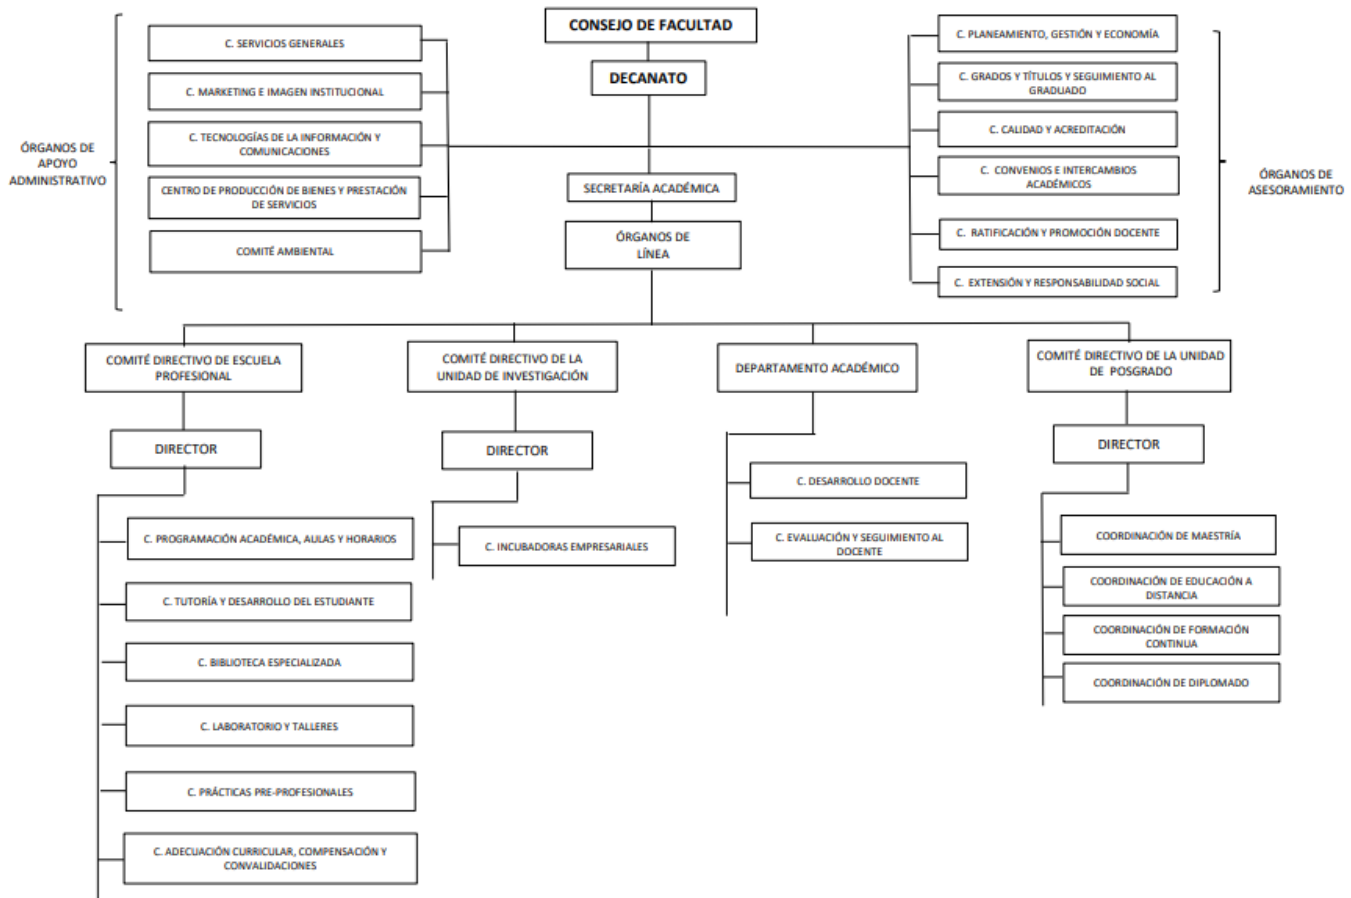 CONSEJO DE FACULTAD
DECANATO
SECRETARÍA ACADÉMICA
ÓRGANOS DE
LÍNEA
ÓRGANOS DE
APOYO
ADMINISTRATIVO
C. SERVICIOS GENERALES
C. MARKETING E IMAGEN INSTITUCIONAL
C. TECNOLOGÍAS DE LA INFORMACIÓN Y
COMUNICACIONES
CENTRO DE PRODUCCIÓN DE BIENES Y PRESTACIÓN
DE SERVICIOS
COMITÉ AMBIENTAL
C. PLANEAMIENTO, GESTIÓN Y ECONOMÍA
C. GRADOS Y TÍTULOS Y SEGUIMIENTO AL
GRADUADO
C. CALIDAD Y ACREDITACIÓN
C. CONVENIOS E INTERCAMBIOS
ACADÉMICOS
C. RATIFICACIÓN Y PROMOCIÓN DOCENTE
C. EXTENSIÓN Y RESPONSABILIDAD SOCIAL
ÓRGANOS DE
ASESORAMIENTO
COMITÉ DIRECTIVO DE ESCUELA
PROFESIONAL
DIRECTOR
C. PROGRAMACIÓN ACADÉMICA, AULAS Y HORARIOS
C. TUTORÍA Y DESARROLLO DEL ESTUDIANTE
C. BIBLIOTECA ESPECIALIZADA
C. LABORATORIO Y TALLERES
C. PRÁCTICAS PRE-PROFESIONALES
C. ADECUACIÓN CURRICULAR, COMPENSACIÓN Y
CONVALIDACIONES
COMITÉ DIRECTIVO DE LA
UNIDAD DE INVESTIGACIÓN
DIRECTOR
C. INCUBADORAS EMPRESARIALES
DEPARTAMENTO ACADÉMICO
C. DESARROLLO DOCENTE
C. EVALUACIÓN Y SEGUIMIENTO AL
DOCENTE
COMITÉ DIRECTIVO DE LA UNIDAD
DE POSGRADO
DIRECTOR
COORDINACIÓN DE MAESTRÍA
COORDINACIÓN DE EDUCACIÓN A
DISTANCIA
COORDINACIÓN DE FORMACIÓN
CONTINUA
COORDINACIÓN DE DIPLOMADO